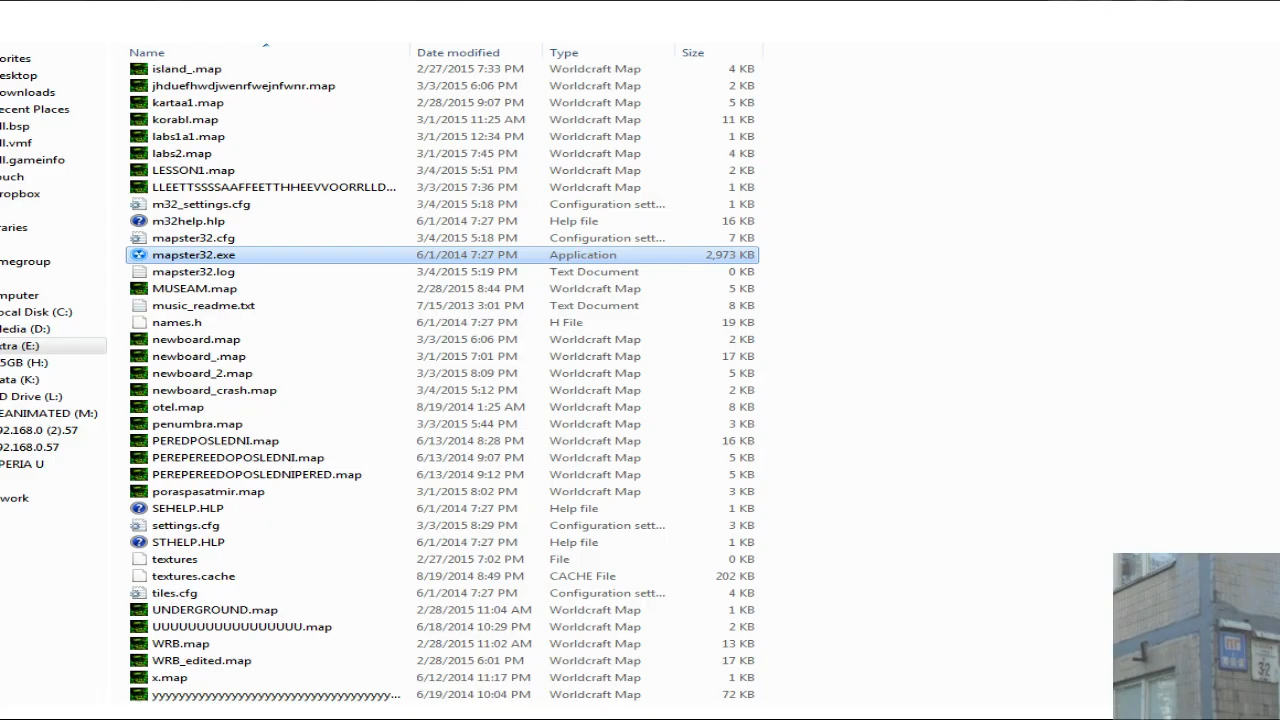 Name Date modified Type Size
orites
esktop
ownloads
ecent Places
ll.bsp
ll.vmf
ll.gameinfo
ouch
ropbox
raries
megroup
mputer
ocal Disk (C:)
edia (D:)
xtra (E:)
5GB (H:)
ata (K:)
D Drive (L:)
EANIMATED (M:)
92.168.0 (2).57
92.168.0.57
PERIA U
work
island_.map 2/27/2015 7:33 PM Worldcraft Map 4 KB
jhduefhwdjwenrfwejnfwnr.map 3/3/2015 6:06 PM Worldcraft Map 2 KB
kartaa1.map 2/28/2015 9:07 PM Worldcraft Map 5 KB
korabl.map 3/1/2015 11:25 AM Worldcraft Map 11 KB
labs1a1.map 3/1/2015 12:34 PM Worldcraft Map 1 KB
labs2.map 3/1/2015 7:45 PM Worldcraft Map 4 KB
LESSON1.map 3/4/2015 5:51 PM Worldcraft Map 2 KB
LLEETTSSSSAAFFEETTHHEEVVOORRLLD... 3/3/2015 7:56 PM Worldcraft Map 1 KB
m32_settings.cfg 3/4/2015 5:18 PM Configuration sett... 1 KB
m32help.hlp 6/1/2014 7:27 PM Help file 16 KB
mapster32.cfg 3/4/2015 5:18 PM Configuration sett... 7 KB
mapster32.exe 6/1/2014 7:27 PM Application 2,973 KB
mapster32.log 3/4/2015 5:19 PM Text Document 0 KB
MUSEAM.map 2/28/2015 8:44 PM Worldcraft Map 5 KB
music_readme.txt 7/15/2013 3:01 PM Text Document 8 KB
names.h 6/1/2014 7:27 PM H File 19 KB
newboard.map 3/3/2015 6:06 PM Worldcraft Map 2 KB
newboard_.map 3/1/2015 7:01 PM Worldcraft Map 17 KB
newboard_2.map 3/3/2015 8:09 PM Worldcraft Map 5 KB
newboard_crash.map 3/4/2015 5:12 PM Worldcraft Map 2 KB
otel.map 8/19/2014 1:25 AM Worldcraft Map 8 KB
penumbra.map 3/3/2015 5:44 PM Worldcraft Map 3 KB
PEREDPOSLEDNI.map 6/13/2014 8:28 PM Worldcraft Map 16 KB
PEREPEREEDOPOSLEDNI.map 6/13/2014 9:07 PM Worldcraft Map 5 KB
PEREPEREEDOPOSLEDNIPERED.map 6/13/2014 9:12 PM Worldcraft Map 5 KB
poraspasatmir.map 3/1/2015 8:02 PM Worldcraft Map 3 KB
SEHELP.HLP 6/1/2014 7:27 PM Help file 1 KB
settings.cfg 3/3/2015 8:29 PM Configuration sett... 3 KB
STHELP.HLP 6/1/2014 7:27 PM Help file 1 KB
textures 2/27/2015 7:02 PM File 0 KB
textures.cache 8/19/2014 8:49 PM CACHE File 202 KB
tiles.cfg 6/1/2014 7:27 PM Configuration sett... 4 KB
UNDERGROUND.map 2/28/2015 11:04 AM Worldcraft Map 1 KB
UUUUUUUUUUUUUUUUU.map 6/18/2014 10:29 PM Worldcraft Map 2 KB
WRB.map 2/28/2015 11:02 AM Worldcraft Map 13 KB
WRB_edited.map 2/28/2015 6:01 PM Worldcraft Map 17 KB
x.map 6/12/2014 11:17 PM Worldcraft Map 1 KB
yyyyyyyyyyyyyyyyyyyyyyyyyyyyyyyyyy... 6/19/2014 10:04 PM Worldcraft Map 72 KB